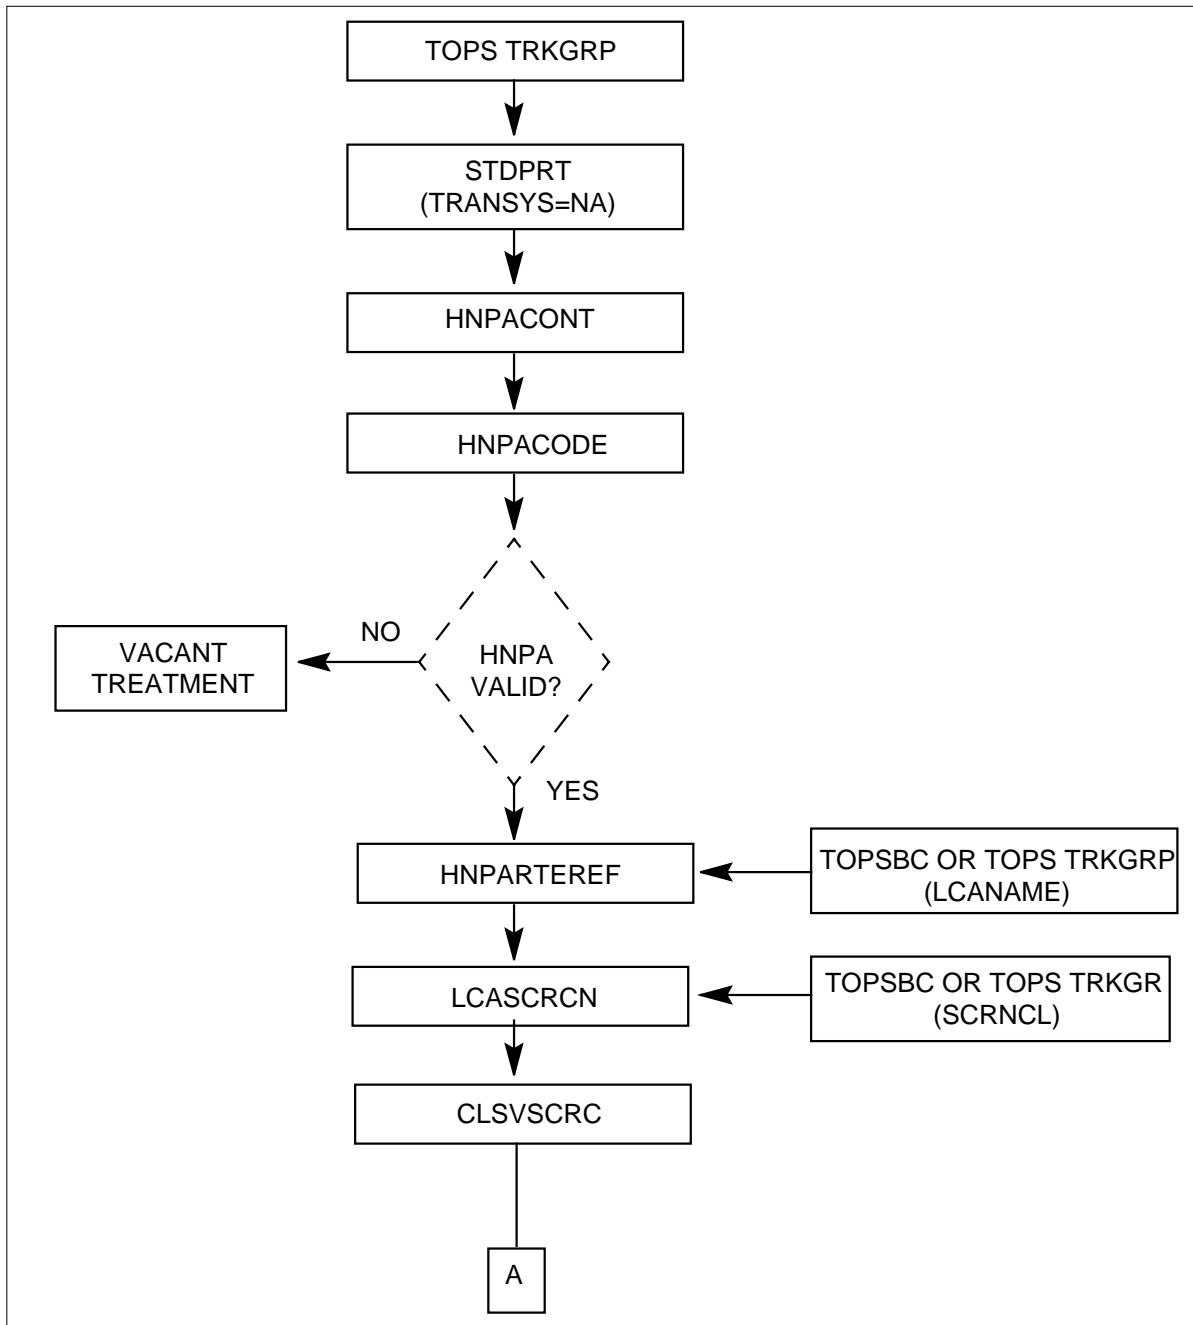 TOPS TRKGRP
STDPRT
(TRANSYS=NA)
HNPACONT
HNPACODE
NO
VACANT
TREATMENT
HNPA
VALID?
YES
HNPARTEREF
TOPSBC OR TOPS TRKGRP
(LCANAME)
LCASCRCN
TOPSBC OR TOPS TRKGR
(SCRNCL)
CLSVSCRC
A